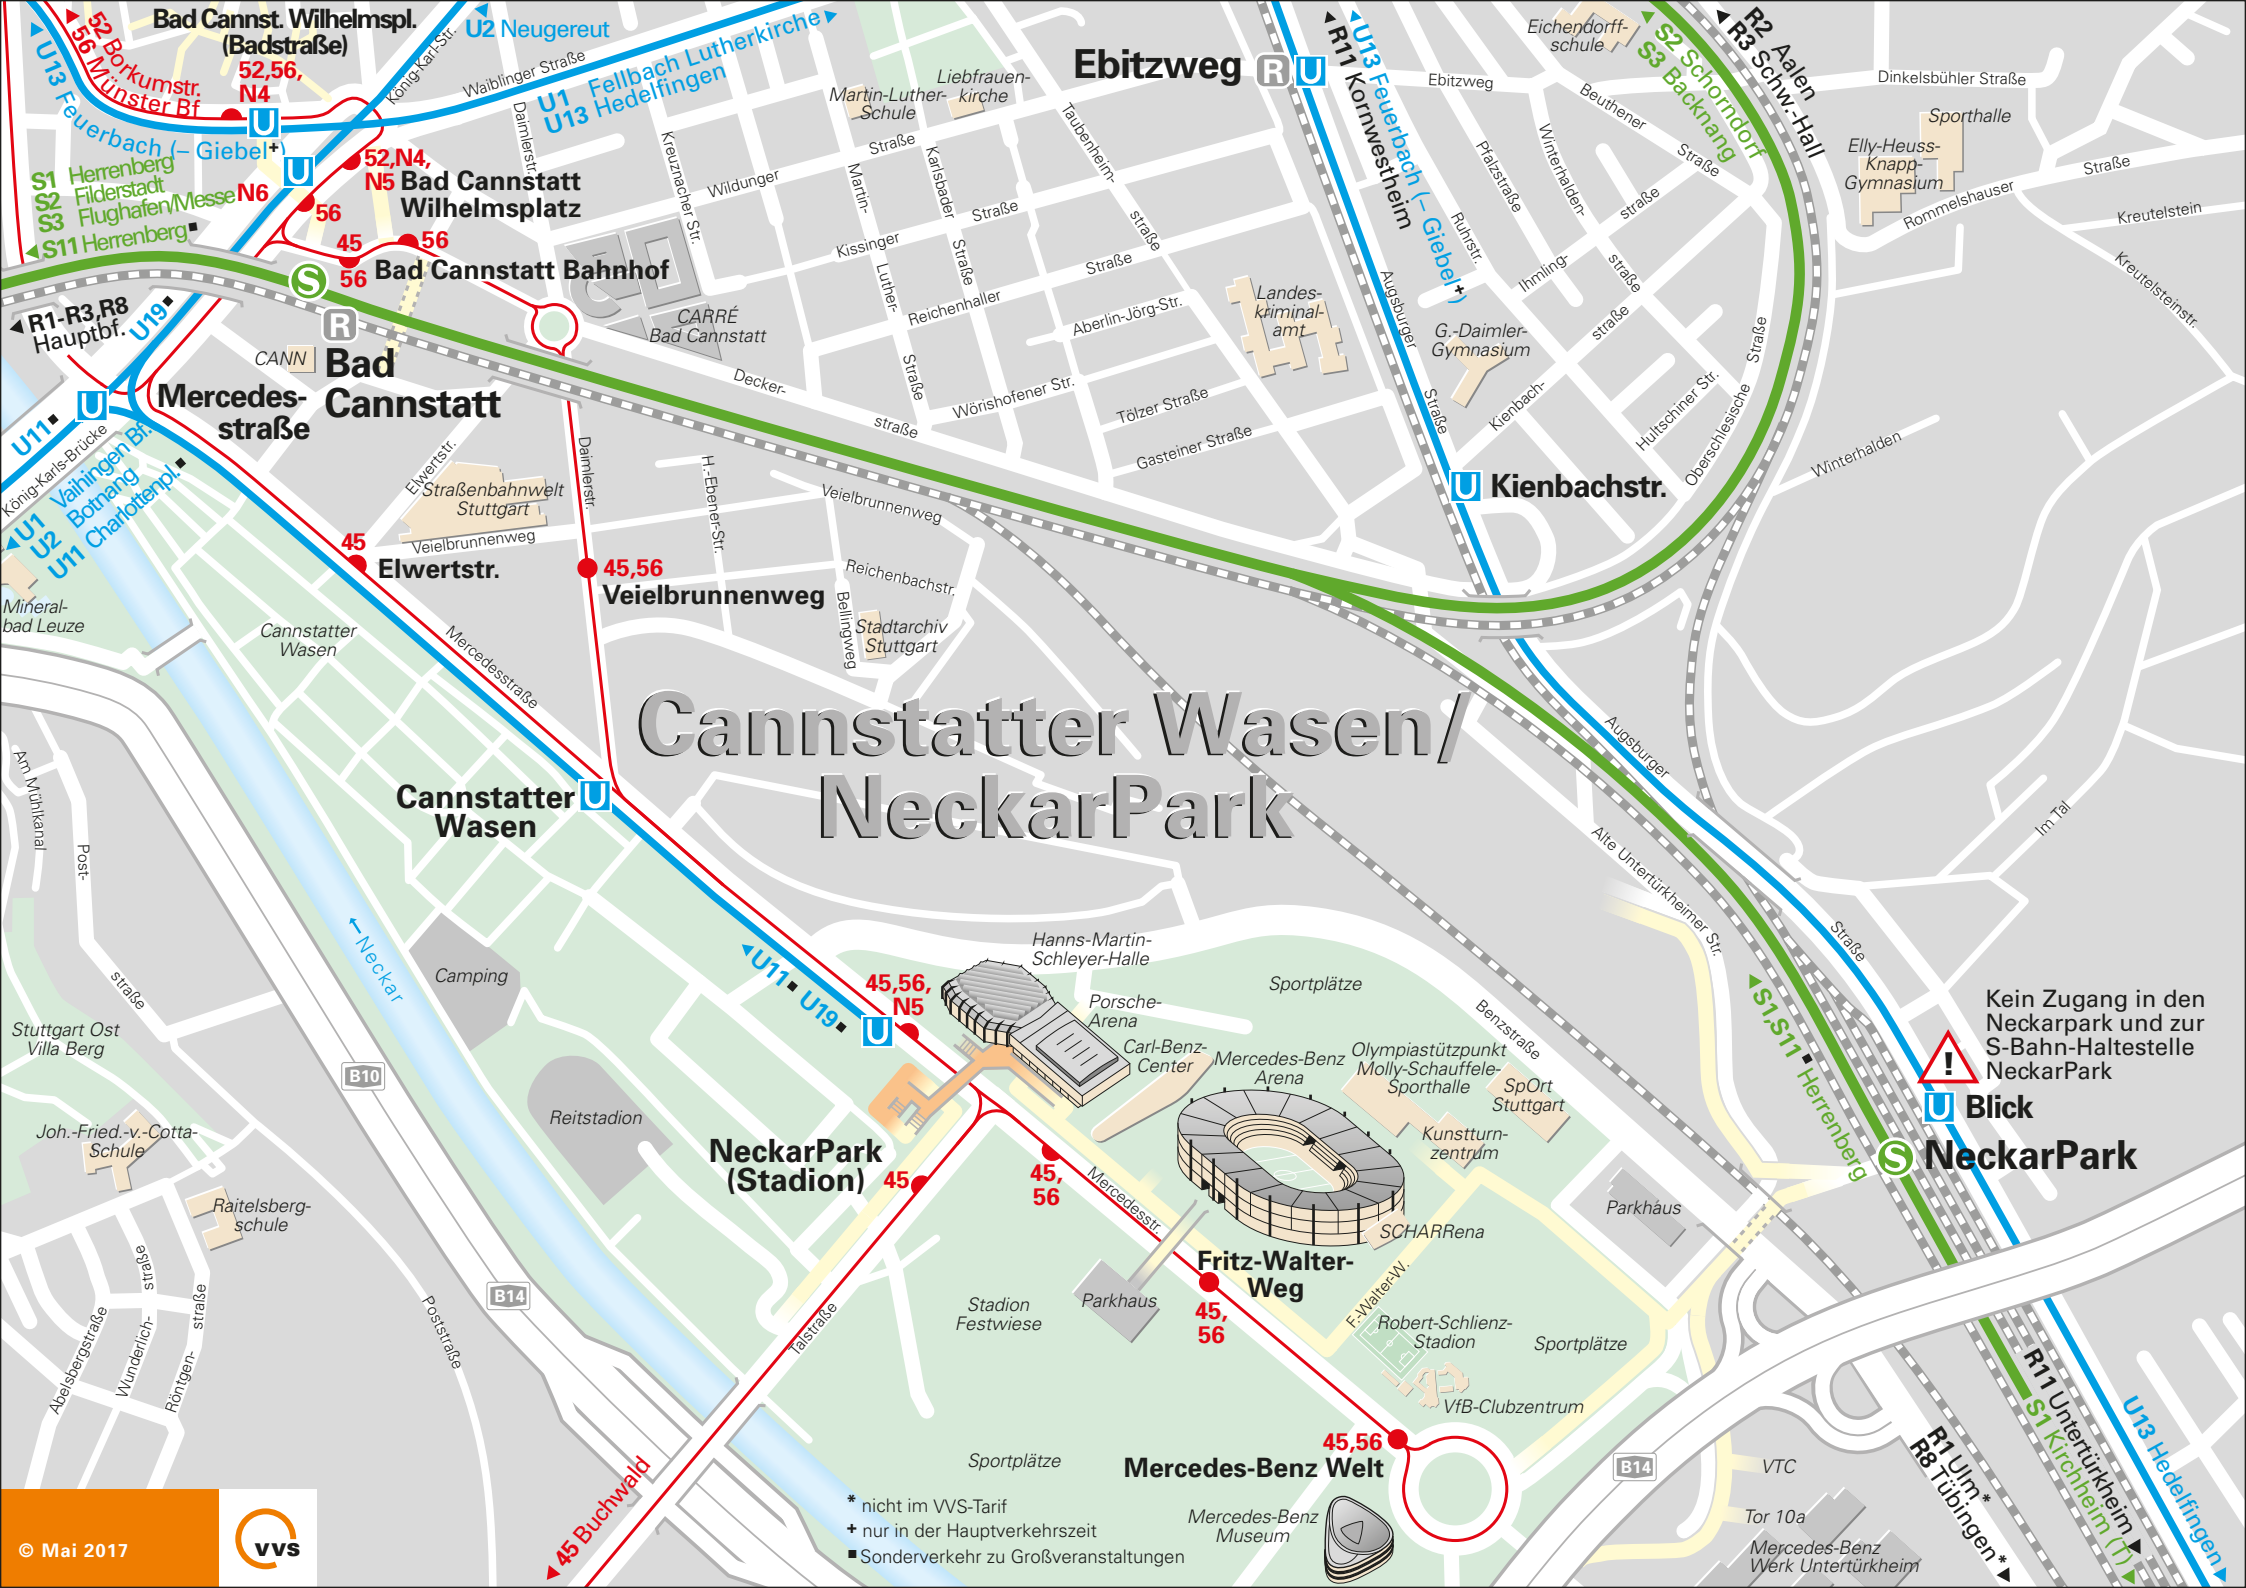 52 Borkumstr.
56 Münster Bf
U13 Feuerbach (– Giebel+)
Bad Cannst. Wilhelmspl.
(Badstraße)
52,56,
N4
König-Karl-Str.
U2 Neugereut
Waiblinger Straße
U1 Fellbach Lutherkirche
U13 Hedelfingen
Daimlerstr.
S1 Herrenberg
S2 Filderstadt
S3 Flughafen/Messe
S11 Herrenberg■
N6
52,N4,
N5
Bad Cannstatt
Wilhelmsplatz
56
45
56
56
Bad Cannstatt Bahnhof
S
R
Bad
Cannstatt
R1-R3,R8
Hauptbf.
U19■
CANN
Mercedes-
straße
U11■
König-Karls-Brücke
U1 Vaihingen Bf.
U2 Botnang
U11 Charlottenpl.■
Mineral-
bad Leuze
Kreuznacher Str.
Wildunger
Straße
Martin-Luther-
Schule
Liebfrauen-
kirche
Martin-
Luther-
Straße
Karlsbader
Straße
Kissinger
Straße
Reichenhaller
Straße
Taubenheim-
straße
Aberlin-Jörg-Str.
Wörishofener Str.
Tölzer Straße
Gasteiner Straße
CARRÉ
Bad Cannstatt
Decker-
straße
Landes-
kriminal-
amt
Ebitzweg
R
U
R11 Kornwestheim
U13 Feuerbach (– Giebel+)
Augsburger
Straße
Ebitzweg
Eichendorff-
schule
S2 Schorndorf
S3 Backnang
R2 Aalen
R3 Schw.-Hall
Beuthener
Straße
Pfalzstraße
Winterhalden-
straße
Ruhrstr.
Ihmling-
straße
G.-Daimler-
Gymnasium
Kienbach-
straße
Hultschiner Str.
Oberschlesische
Straße
Kienbachstr.
Dinkelsbühler Straße
Sporthalle
Elly-Heuss-
Knapp-
Gymnasium
Rommelshauser
Straße
Kreutelstein
Kreutelsteinstr.
Winterhalden
Im Tal
Elwertstr.
Straßenbahnwelt
Stuttgart
Veielbrunnenweg
45
Elwertstr.
Daimlerstr.
H.-Ebener-Str.
Veielbrunnenweg
45,56
Veielbrunnenweg
Reichenbachstr.
Bellingweg
Stadtarchiv
Stuttgart
Cannstatter
Wasen
Mercedesstraße
Cannstatter Wasen/
NeckarPark
Cannstatter
Wasen
Augsburger
Straße
Alte Untertürkheimer Str.
Am Mühlkanal
Post-
straße
Neckar
Camping
Stuttgart Ost
Villa Berg
B10
Reitstadion
U11■ U19■
45,56,
N5
Hanns-Martin-
Schleyer-Halle
Porsche-
Arena
Carl-Benz-
Center
Mercedes-Benz
Arena
Sportplätze
Benzstraße
Olympiastützpunkt
Molly-Schauffele-
Sporthalle
SpOrt
Stuttgart
Kunstturn-
zentrum
SCHARRena
Parkhaus
S1,S11■ Herrenberg
Kein Zugang in den
Neckarpark und zur
S-Bahn-Haltestelle
NeckarPark
!
Blick
NeckarPark
NeckarPark
(Stadion)
45
45,
56
Mercedesstr.
Fritz-Walter-
Weg
45,
56
Parkhaus
F.-Walter-W.
Robert-Schlienz-
Stadion
Sportplätze
VfB-Clubzentrum
Joh.-Fried.-v.-Cotta-
Schule
Raitelsberg-
schule
Abelsbergstraße
Wunderlich-
straße
Röntgen-
straße
Poststraße
B14
Talstraße
Stadion
Festwiese
Sportplätze
45 Buchwald
45,56
Mercedes-Benz Welt
Mercedes-Benz
Museum
B14
VTC
Tor 10a
Mercedes-Benz
Werk Untertürkheim
R1 Ulm*
R8 Tübingen*
R11 Untertürkheim
S1 Kirchheim (T)
U13 Hedelfingen
* nicht im VVS-Tarif
+ nur in der Hauptverkehrszeit
■ Sonderverkehr zu Großveranstaltungen
© Mai 2017
vvs